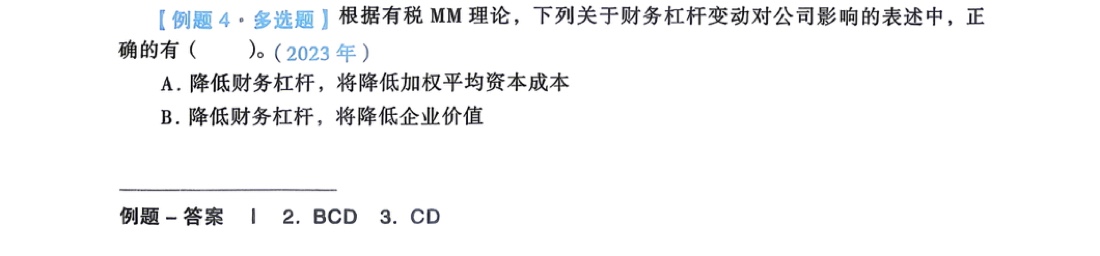 【例题4·多选题】根据有税 MM 理论，下列关于财务杠杆变动对公司影响的表述中，正
确的有（　　）。（2023 年）
A. 降低财务杠杆，将降低加权平均资本成本
B. 降低财务杠杆，将降低企业价值
例题 – 答案　|　2. BCD　3. CD